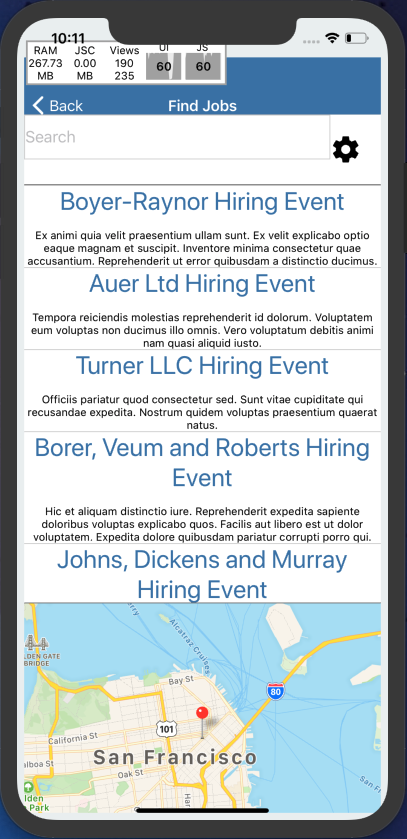 10:11
RAM JSC Views UI JS
267.73 0.00 190 60 60
MB MB 235
Back Find Jobs
Search
Boyer-Raynor Hiring Event
Ex animi quia velit praesentium ullam sunt. Ex velit explicabo optio
eaque magnam et suscipit. Inventore minima consectetur quae
accusantium. Reprehenderit ut error quibusdam a distinctio ducimus.
Auer Ltd Hiring Event
Tempora reiciendis molestias reprehenderit id dolorum. Voluptatem
eum voluptas non ducimus illo omnis. Vero voluptatum debitis animi
nam quasi aliquid iusto.
Turner LLC Hiring Event
Officiis pariatur quod consectetur sed. Sunt vitae cupiditate qui
recusandae expedita. Nostrum quidem voluptas praesentium quaerat
natus.
Borer, Veum and Roberts Hiring
Event
Hic et aliquam distinctio iure. Reprehenderit expedita sapiente
doloribus voluptas explicabo quos. Facilis aut libero est ut dolor
voluptatem. Expedita dolore quibusdam pariatur corrupti porro qui.
Johns, Dickens and Murray
Hiring Event
Alcatraz Cruises
LDEN GATE
BRIDGE
Bay St
80
101
California St
San Francisco
alboa St
Oak St
lden
Park
San Fr